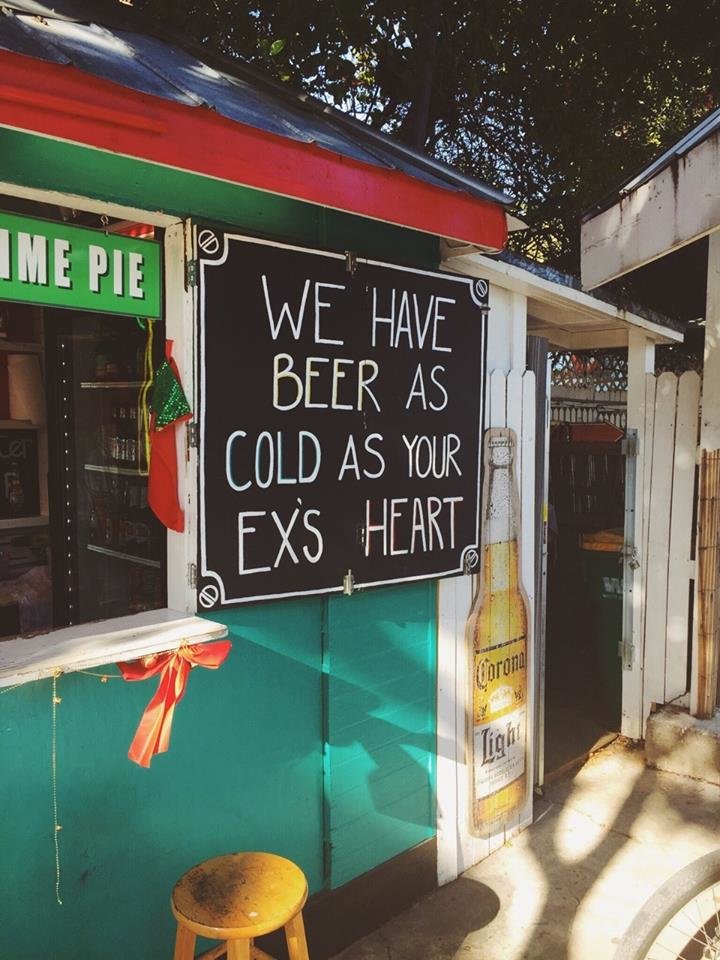 IME PIE
WE HAVE
BEER AS
COLD AS YOUR
EX'S HEART
Corona
Light